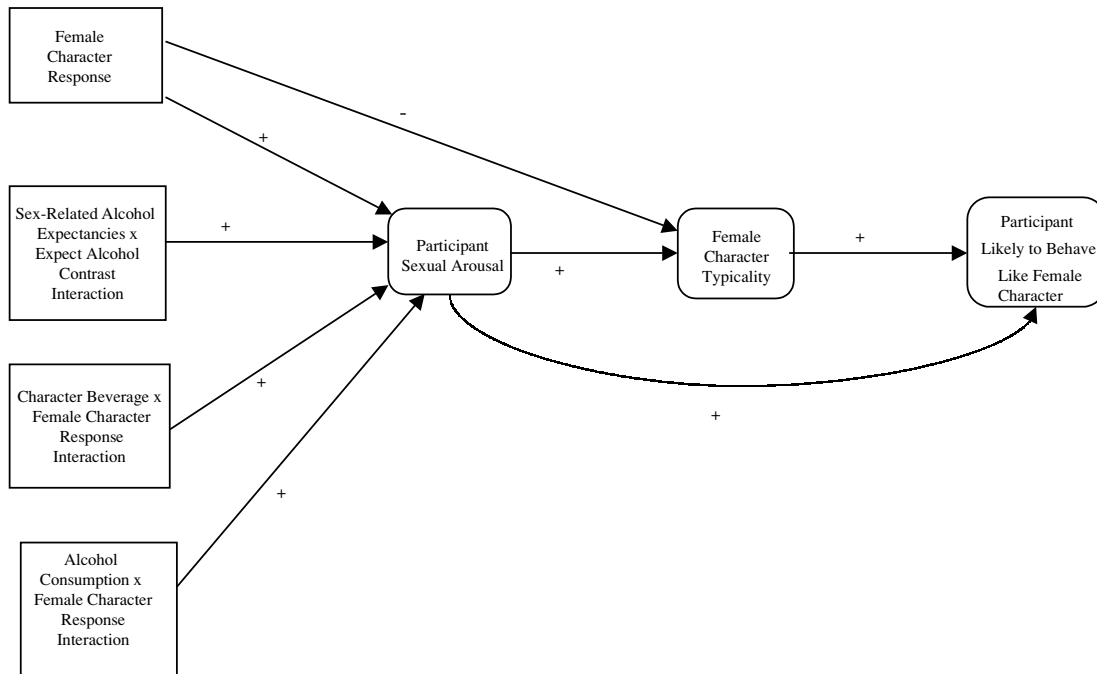 Female
Character
Response
-
+
Sex-Related Alcohol
Expectancies x
Expect Alcohol
Contrast
Interaction
+
Participant
Sexual Arousal
+
Female
Character
Typicality
+
Participant
Likely to Behave
Like Female
Character
Character Beverage x
Female Character
Response
Interaction
+
+
Alcohol
Consumption x
Female Character
Response
Interaction
+